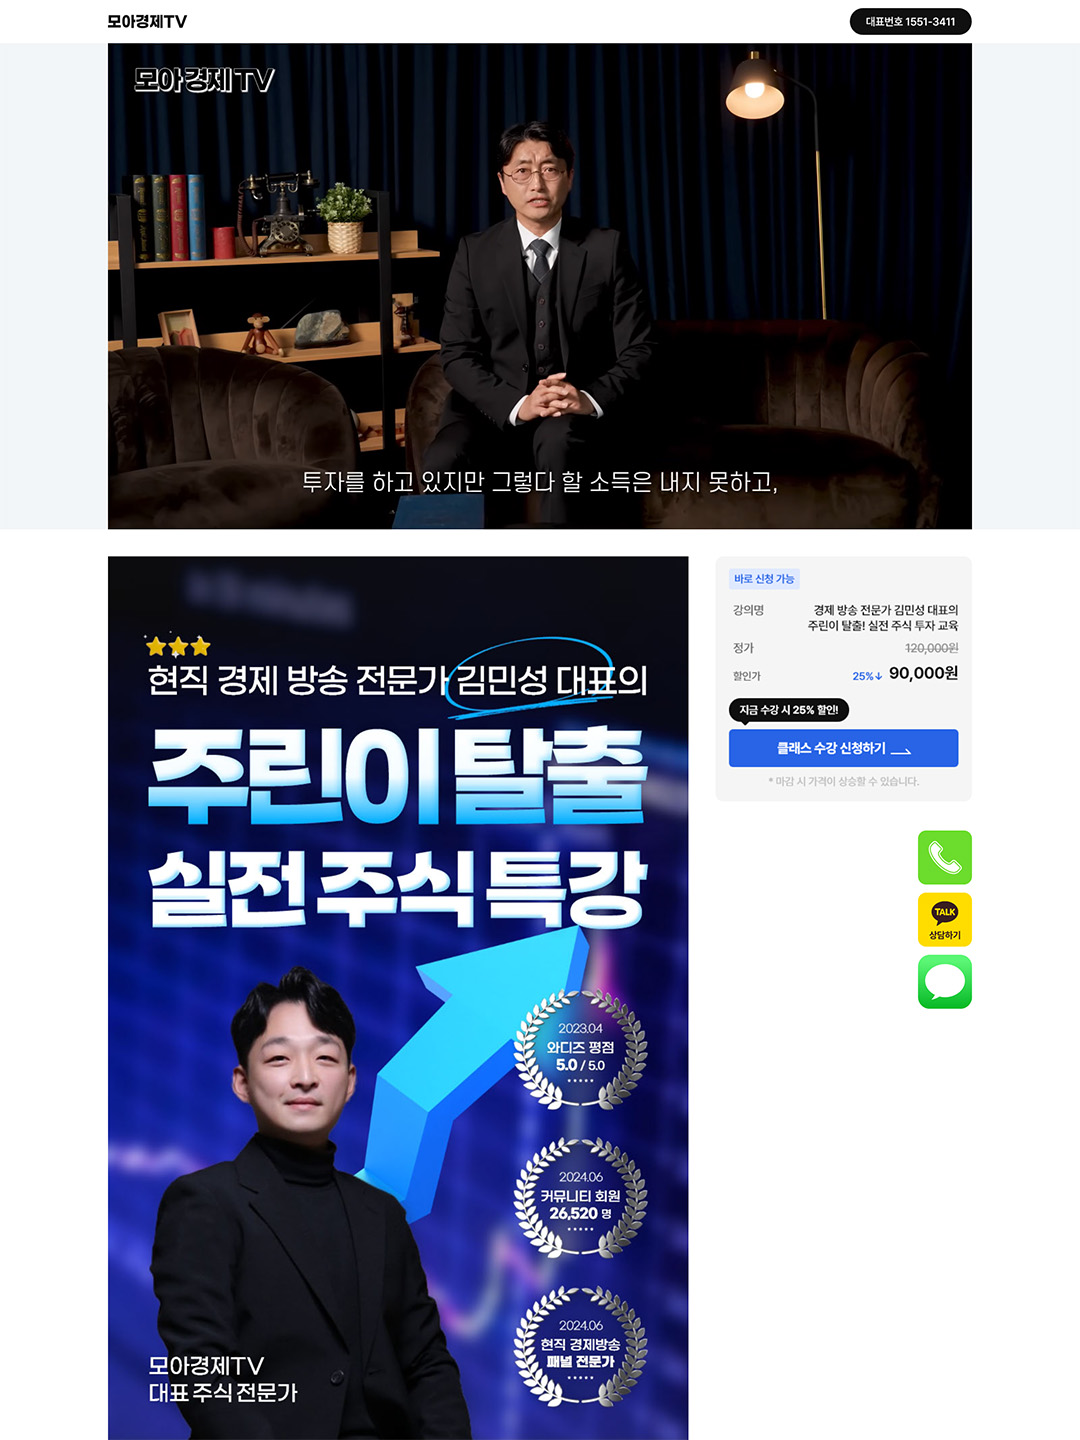 모아경제TV
대표번호 1551-3411
모아경제TV
투자를 하고 있지만 그렇다 할 소득은 내지 못하고,
현직 경제 방송 전문가 김민성 대표의
주린이 탈출
실전 주식 특강
2023.04
와디즈 평점
5.0 / 5.0
2024.06
커뮤니티 회원
26,520 명
2024.06
현직 경제방송
패널 전문가
모아경제TV
대표 주식 전문가
바로 신청 가능
강의명 경제 방송 전문가 김민성 대표의
주린이 탈출! 실전 주식 투자 교육
정가 120,000원
할인가 25%↓ 90,000원
지금 수강 시 25% 할인!
클래스 수강 신청하기
* 마감 시 가격이 상승할 수 있습니다.
TALK
상담하기